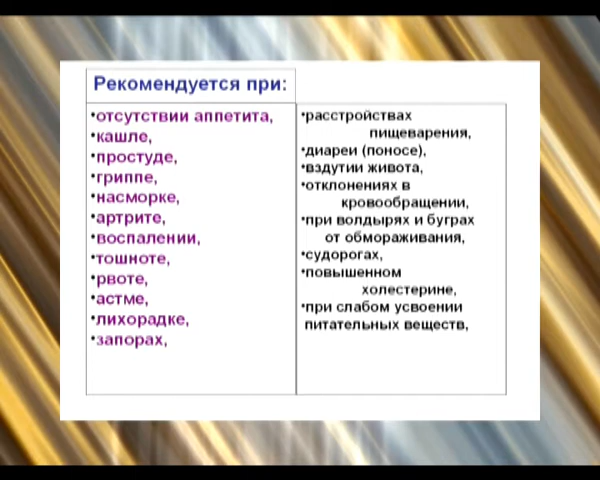 Рекомендуется при:
•отсутствии аппетита,
•кашле,
•простуде,
•гриппе,
•насморке,
•артрите,
•воспалении,
•тошноте,
•рвоте,
•астме,
•лихорадке,
•запорах,
•расстройствах
пищеварения,
•диареи (поносе),
•вздутии живота,
•отклонениях в
кровообращении,
•при волдырях и буграх
от обмораживания,
•судорогах,
•повышенном
холестерине,
•при слабом усвоении
питательных веществ,